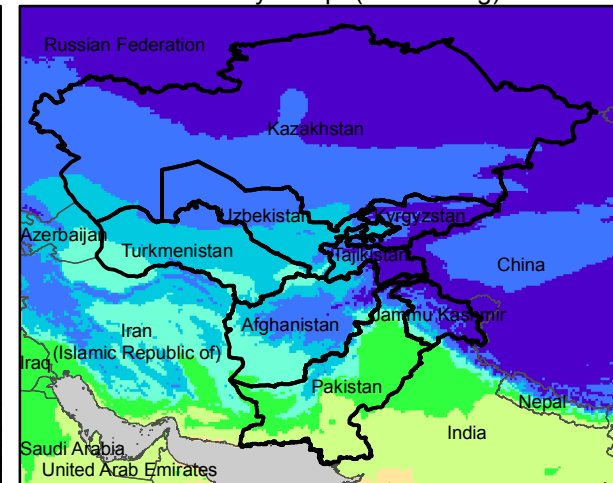 Russian Federation
Kazakhstan
Uzbekistan
Kyrgyzstan
Azerbaijan
Turkmenistan
Tajikistan
China
Iran
(Islamic Republic of)
Afghanistan
Jammu Kashmir
Iraq
Pakistan
Nepal
India
Saudi Arabia
United Arab Emirates